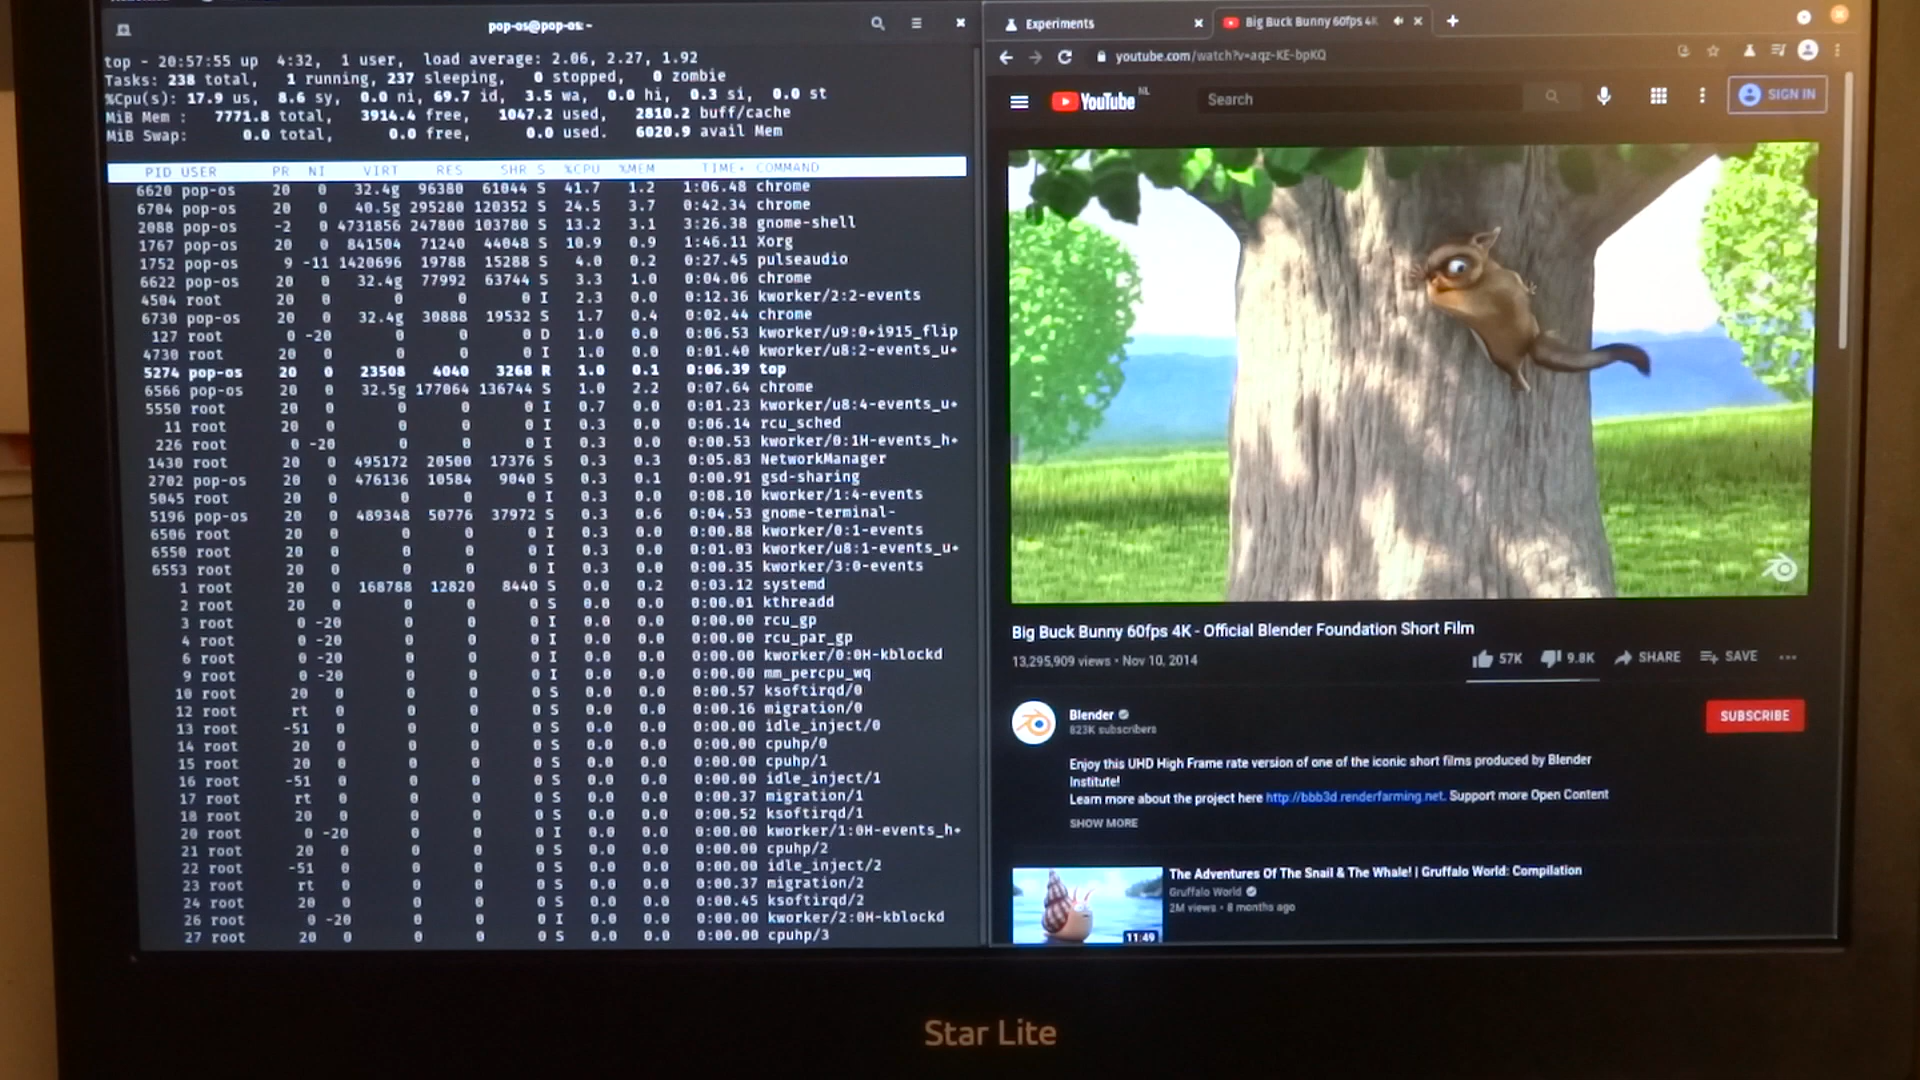 pop-os@pop-os: ~
top - 20:57:55 up  4:32,  1 user,  load average: 2.06, 2.27, 1.92
Tasks: 238 total,   1 running, 237 sleeping,   0 stopped,   0 zombie
%Cpu(s): 17.9 us,  8.6 sy,  0.0 ni, 69.7 id,  3.5 wa,  0.0 hi,  0.3 si,  0.0 st
MiB Mem :   7771.8 total,   3914.4 free,   1047.2 used,   2810.2 buff/cache
MiB Swap:      0.0 total,      0.0 free,      0.0 used.   6020.9 avail Mem
PID USER PR NI VIRT RES SHR S %CPU %MEM TIME+ COMMAND
6620 pop-os 20 0 32.4g 96380 61044 S 41.7 1.2 1:06.48 chrome
6704 pop-os 20 0 40.5g 295280 120352 S 24.5 3.7 0:42.34 chrome
2088 pop-os -2 0 4731856 247800 103780 S 13.2 3.1 3:26.38 gnome-shell
1767 pop-os 20 0 841504 71240 44048 S 10.9 0.9 1:46.11 Xorg
1752 pop-os 9 -11 1420696 19788 15288 S 4.0 0.2 0:27.45 pulseaudio
6622 pop-os 20 0 32.4g 77992 63744 S 3.3 1.0 0:04.06 chrome
4504 root 20 0 0 0 0 I 2.3 0.0 0:12.36 kworker/2:2-events
6730 pop-os 20 0 32.4g 30888 19532 S 1.7 0.4 0:02.44 chrome
127 root 0 -20 0 0 0 D 1.0 0.0 0:06.53 kworker/u9:0+i915_flip
4730 root 20 0 0 0 0 I 1.0 0.0 0:01.40 kworker/u8:2-events_u+
5274 pop-os 20 0 23508 4040 3268 R 1.0 0.1 0:06.39 top
6566 pop-os 20 0 32.5g 177064 136744 S 1.0 2.2 0:07.64 chrome
5550 root 20 0 0 0 0 I 0.7 0.0 0:01.23 kworker/u8:4-events_u+
11 root 20 0 0 0 0 I 0.3 0.0 0:06.14 rcu_sched
226 root 0 -20 0 0 0 I 0.3 0.0 0:00.53 kworker/0:1H-events_h+
1430 root 20 0 495172 20500 17376 S 0.3 0.3 0:05.83 NetworkManager
2702 pop-os 20 0 476136 10584 9040 S 0.3 0.1 0:00.91 gsd-sharing
5045 root 20 0 0 0 0 I 0.3 0.0 0:08.10 kworker/1:4-events
5196 pop-os 20 0 489348 50776 37972 S 0.3 0.6 0:04.53 gnome-terminal-
6506 root 20 0 0 0 0 I 0.3 0.0 0:00.88 kworker/0:1-events
6550 root 20 0 0 0 0 I 0.3 0.0 0:01.03 kworker/u8:1-events_u+
6553 root 20 0 0 0 0 I 0.3 0.0 0:00.35 kworker/3:0-events
1 root 20 0 168788 12820 8440 S 0.0 0.2 0:03.12 systemd
2 root 20 0 0 0 0 S 0.0 0.0 0:00.01 kthreadd
3 root 0 -20 0 0 0 I 0.0 0.0 0:00.00 rcu_gp
4 root 0 -20 0 0 0 I 0.0 0.0 0:00.00 rcu_par_gp
6 root 0 -20 0 0 0 I 0.0 0.0 0:00.00 kworker/0:0H-kblockd
9 root 0 -20 0 0 0 I 0.0 0.0 0:00.00 mm_percpu_wq
10 root 20 0 0 0 0 S 0.0 0.0 0:00.57 ksoftirqd/0
12 root rt 0 0 0 0 S 0.0 0.0 0:00.16 migration/0
13 root -51 0 0 0 0 S 0.0 0.0 0:00.00 idle_inject/0
14 root 20 0 0 0 0 S 0.0 0.0 0:00.00 cpuhp/0
15 root 20 0 0 0 0 S 0.0 0.0 0:00.00 cpuhp/1
16 root -51 0 0 0 0 S 0.0 0.0 0:00.00 idle_inject/1
17 root rt 0 0 0 0 S 0.0 0.0 0:00.37 migration/1
18 root 20 0 0 0 0 S 0.0 0.0 0:00.52 ksoftirqd/1
20 root 0 -20 0 0 0 I 0.0 0.0 0:00.00 kworker/1:0H-events_h+
21 root 20 0 0 0 0 S 0.0 0.0 0:00.00 cpuhp/2
22 root -51 0 0 0 0 S 0.0 0.0 0:00.00 idle_inject/2
23 root rt 0 0 0 0 S 0.0 0.0 0:00.37 migration/2
24 root 20 0 0 0 0 S 0.0 0.0 0:00.45 ksoftirqd/2
26 root 0 -20 0 0 0 I 0.0 0.0 0:00.00 kworker/2:0H-kblockd
27 root 20 0 0 0 0 S 0.0 0.0 0:00.00 cpuhp/3
Experiments
Big Buck Bunny 60fps 4K
youtube.com/watch?v=aqz-KE-bpKQ
YouTube NL
Search
SIGN IN
Big Buck Bunny 60fps 4K - Official Blender Foundation Short Film
13,295,909 views • Nov 10, 2014
57K 9.8K SHARE SAVE
Blender
823K subscribers
SUBSCRIBE
Enjoy this UHD High Frame rate version of one of the iconic short films produced by Blender
Institute!
Learn more about the project here http://bbb3d.renderfarming.net. Support more Open Content
SHOW MORE
The Adventures Of The Snail & The Whale! | Gruffalo World: Compilation
Gruffalo World
2M views • 8 months ago
11:49
Star Lite